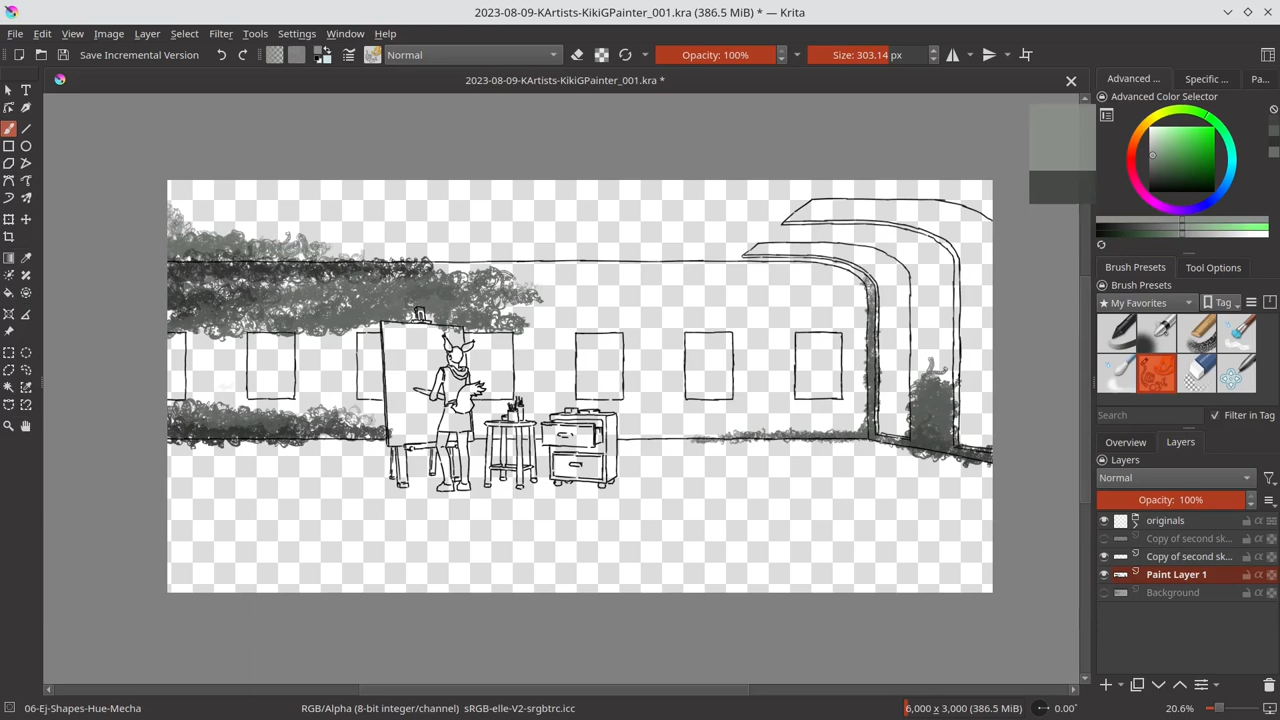 2023-08-09-KArtists-KikiGPainter_001.kra (386.5 MiB) * — Krita
File Edit View Image Layer Select Filter Tools Settings Window Help
Save Incremental Version Normal Opacity: 100% Size: 303.14 px
2023-08-09-KArtists-KikiGPainter_001.kra *
Advanced ... Specific ... Pa...
Advanced Color Selector
Brush Presets Tool Options
Brush Presets
★ My Favorites Tag
Search Filter in Tag
Overview Layers
Layers
Normal
Opacity: 100%
originals
Copy of second sk...
Copy of second sk...
Paint Layer 1
Background
06-Ej-Shapes-Hue-Mecha RGB/Alpha (8-bit integer/channel) sRGB-elle-V2-srgbtrc.icc 6,000 x 3,000 (386.5 MiB) 0.00° 20.6%